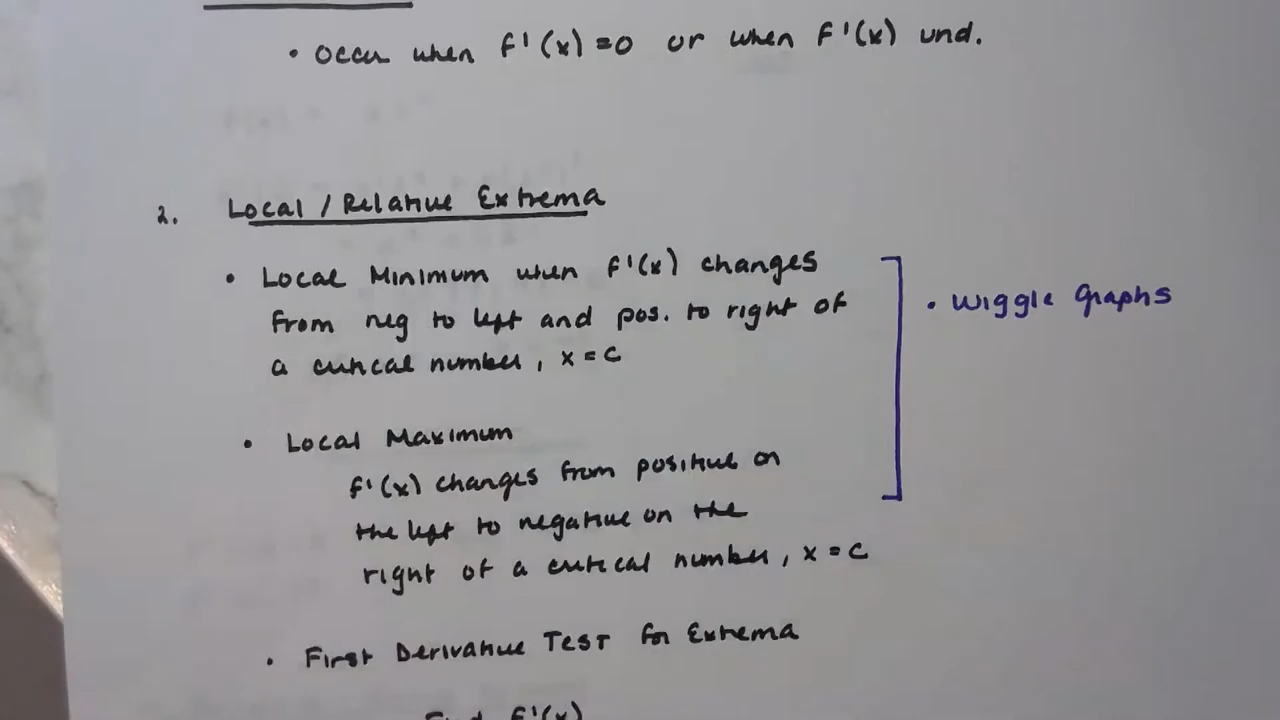 • Occur when f'(x) = 0 or when f'(x) und.
2. Local / Relative Extrema
• Local Minimum when f'(x) changes
from neg to left and pos. to right of
a critical number, x = c
• Wiggle Graphs
• Local Maximum
f'(x) changes from positive on
the left to negative on the
right of a critical number, x = c
• First Derivative Test for Extrema
Find f'(x)